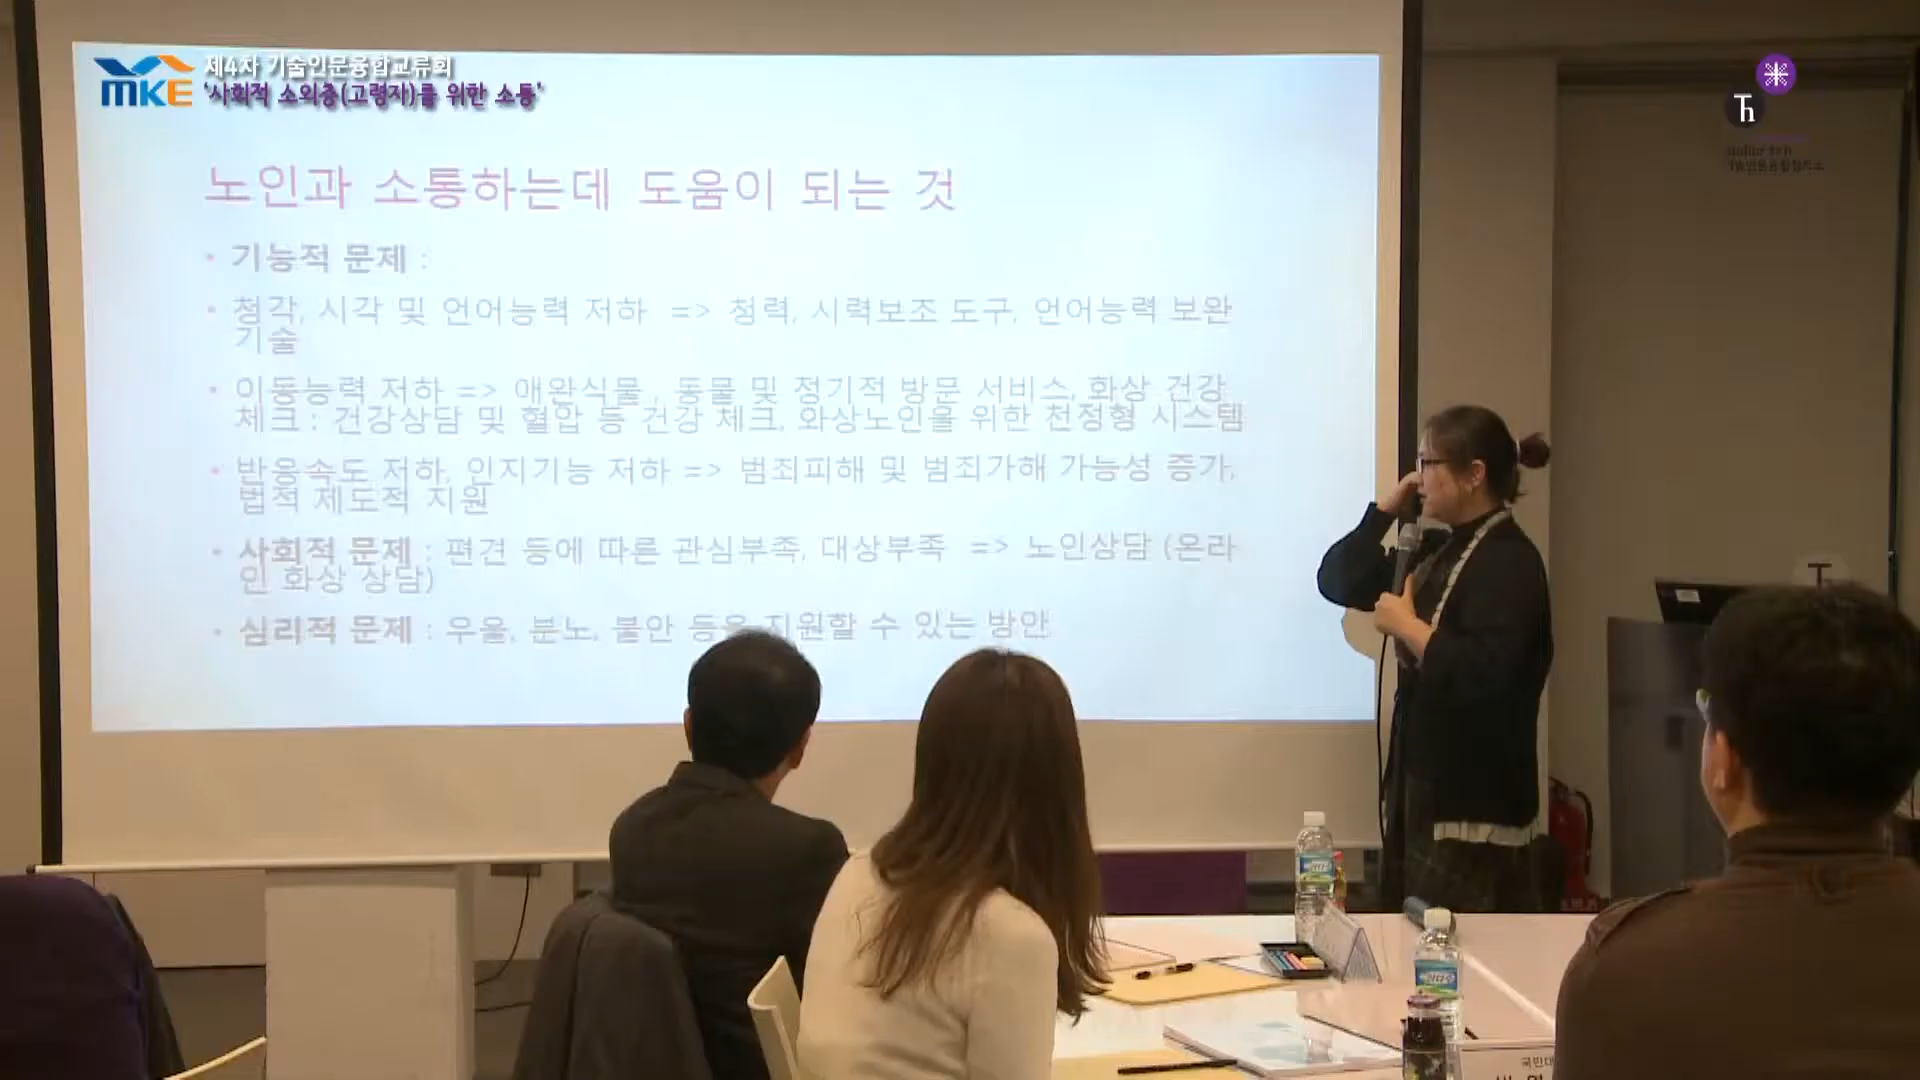 MKE
제4차 기술인문융합교류회
'사회적 소외층(고령자)를 위한 소통'
Th
노인과 소통하는데 도움이 되는 것
• 기능적 문제 :
• 청각, 시각 및 언어능력 저하 => 청력, 시력보조 도구, 언어능력 보완
기술
• 이동능력 저하 => 애완식물, 동물 및 정기적 방문 서비스, 화상 건강
체크 : 건강상담 및 혈압 등 건강 체크, 와상노인을 위한 천정형 시스템
• 반응속도 저하, 인지기능 저하 => 범죄피해 및 범죄가해 가능성 증가,
법적 제도적 지원
• 사회적 문제 : 편견 등에 따른 관심부족, 대상부족 => 노인상담 (온라
인 화상 상담)
• 심리적 문제 : 우울, 분노, 불안 등을 지원할 수 있는 방안